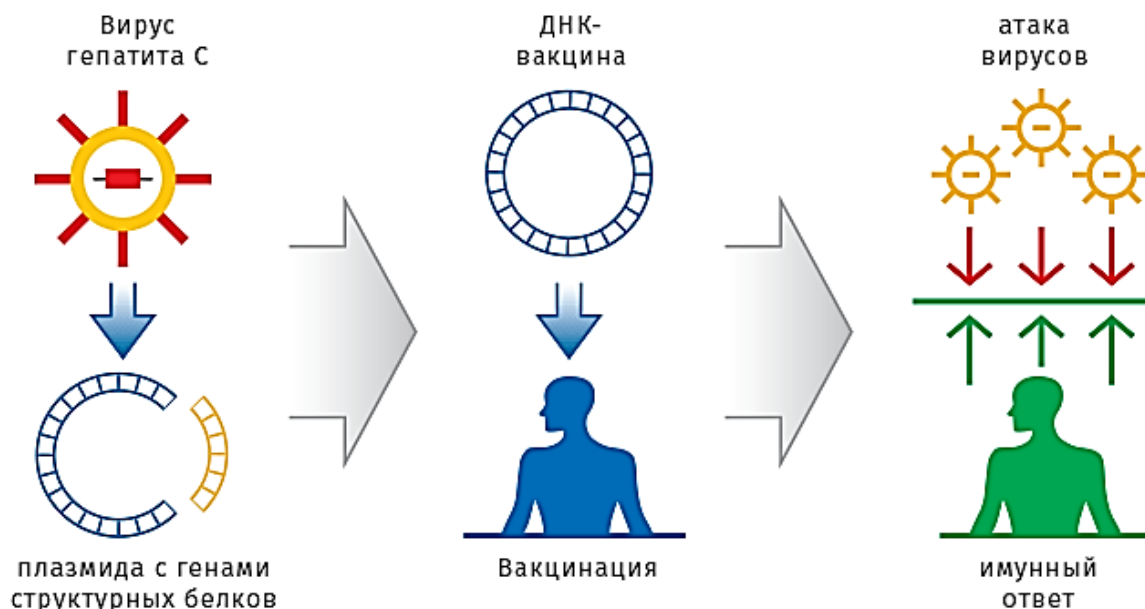 Вирус
гепатита С
ДНК-
вакцина
атака
вирусов
плазмида с генами
структурных белков
Вакцинация
имунный
ответ